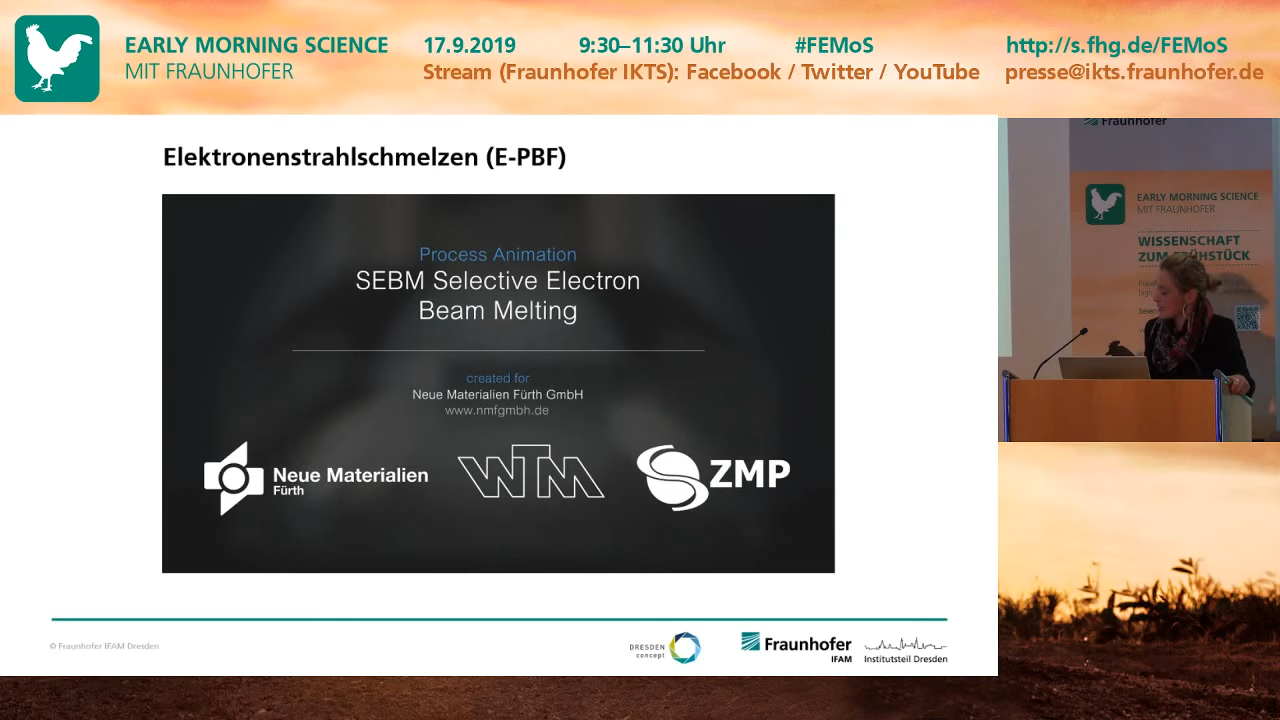 EARLY MORNING SCIENCE
MIT FRAUNHOFER
17.9.2019 9:30–11:30 Uhr #FEMoS http://s.fhg.de/FEMoS
Stream (Fraunhofer IKTS): Facebook / Twitter / YouTube presse@ikts.fraunhofer.de
Elektronenstrahlschmelzen (E-PBF)
Process Animation
SEBM Selective Electron
Beam Melting
created for
Neue Materialien Fürth GmbH
www.nmfgmbh.de
Neue Materialien
Fürth
WTM
ZMP
© Fraunhofer IFAM Dresden
DRESDEN
concept
Fraunhofer
IFAM
Institutsteil Dresden
Fraunhofer
EARLY MORNING SCIENCE
MIT FRAUNHOFER
WISSENSCHAFT
ZUM FRÜHSTÜCK